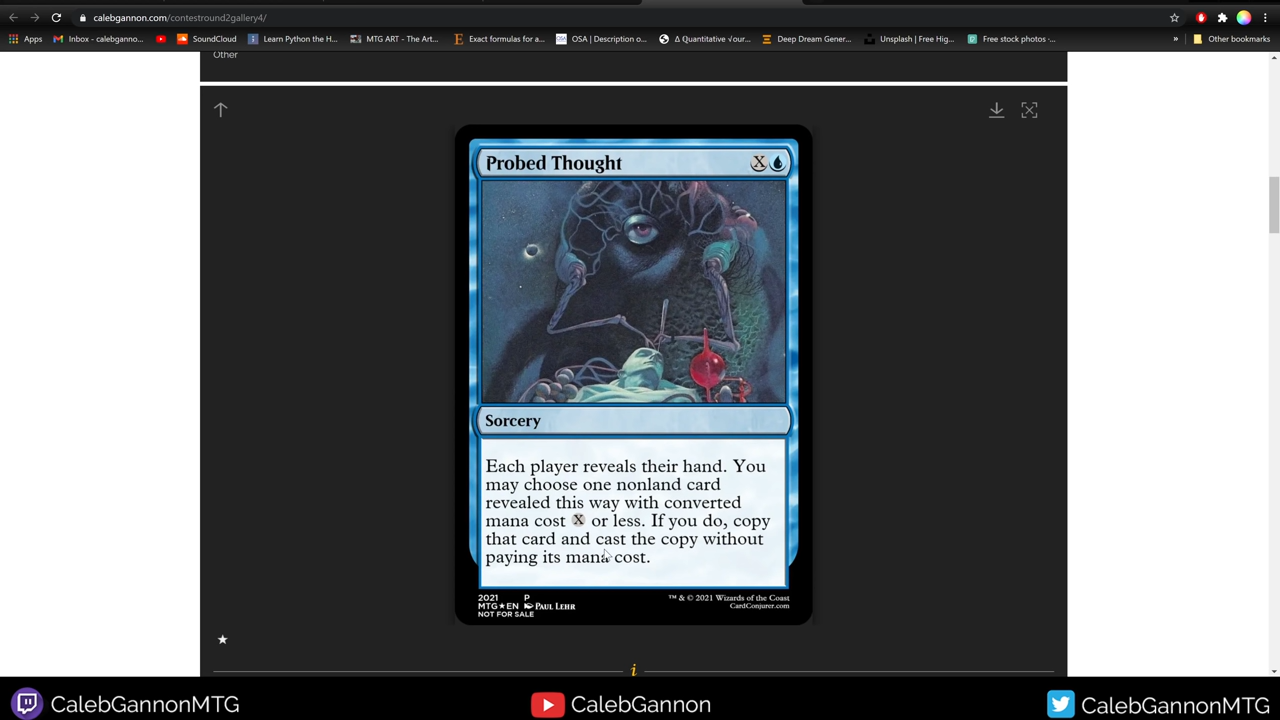 calebgannon.com/contestround2gallery4/
Apps
Inbox - calebganno...
SoundCloud
Learn Python the H...
MTG ART - The Art...
Exact formulas for a...
OSA | Description o...
Δ Quantitative √our...
Deep Dream Gener...
Unsplash | Free Hig...
Free stock photos ·...
»
Other bookmarks
Other
Probed Thought
X
Sorcery
Each player reveals their hand. You
may choose one nonland card
revealed this way with converted
mana cost X or less. If you do, copy
that card and cast the copy without
paying its mana cost.
2021 P
MTG★EN PAUL LEHR
NOT FOR SALE
™ & © 2021 Wizards of the Coast
CardConjurer.com
i
CalebGannonMTG
CalebGannon
CalebGannonMTG